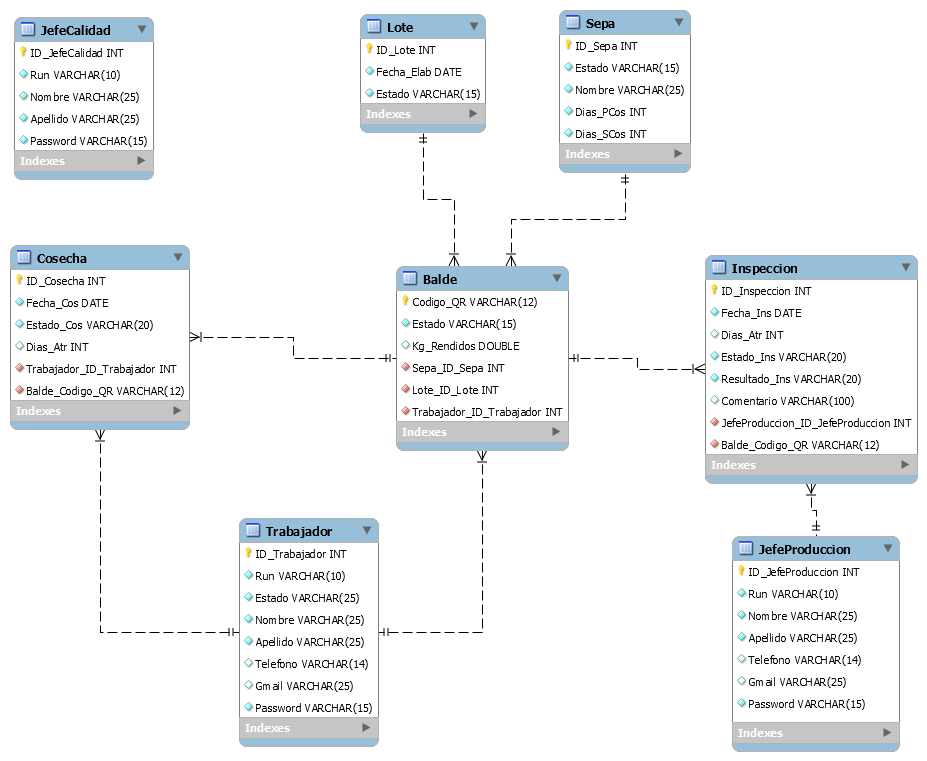 JefeCalidad
ID_JefeCalidad INT
Run VARCHAR(10)
Nombre VARCHAR(25)
Apellido VARCHAR(25)
Password VARCHAR(15)
Indexes
Lote
ID_Lote INT
Fecha_Elab DATE
Estado VARCHAR(15)
Indexes
Sepa
ID_Sepa INT
Estado VARCHAR(15)
Nombre VARCHAR(25)
Dias_PCos INT
Dias_SCos INT
Indexes
Cosecha
ID_Cosecha INT
Fecha_Cos DATE
Estado_Cos VARCHAR(20)
Dias_Atr INT
Trabajador_ID_Trabajador INT
Balde_Codigo_QR VARCHAR(12)
Indexes
Balde
Codigo_QR VARCHAR(12)
Estado VARCHAR(15)
Kg_Rendidos DOUBLE
Sepa_ID_Sepa INT
Lote_ID_Lote INT
Trabajador_ID_Trabajador INT
Indexes
Inspeccion
ID_Inspeccion INT
Fecha_Ins DATE
Dias_Atr INT
Estado_Ins VARCHAR(20)
Resultado_Ins VARCHAR(20)
Comentario VARCHAR(100)
JefeProduccion_ID_JefeProduccion INT
Balde_Codigo_QR VARCHAR(12)
Indexes
Trabajador
ID_Trabajador INT
Run VARCHAR(10)
Estado VARCHAR(25)
Nombre VARCHAR(25)
Apellido VARCHAR(25)
Telefono VARCHAR(14)
Gmail VARCHAR(25)
Password VARCHAR(15)
Indexes
JefeProduccion
ID_JefeProduccion INT
Run VARCHAR(10)
Nombre VARCHAR(25)
Apellido VARCHAR(25)
Telefono VARCHAR(14)
Gmail VARCHAR(25)
Password VARCHAR(15)
Indexes